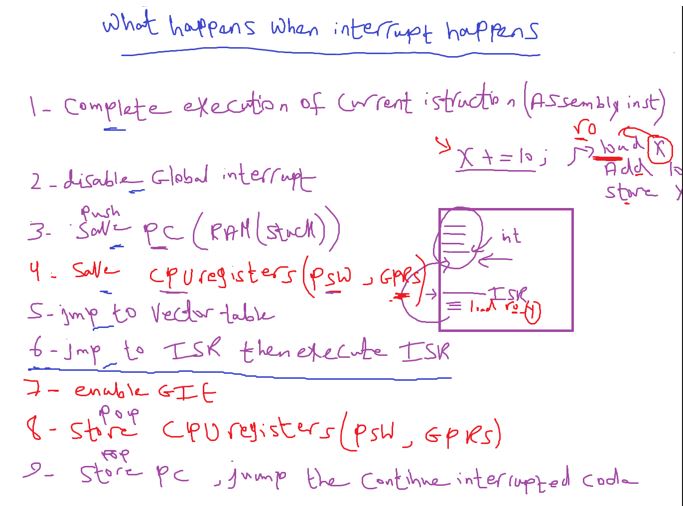 What happens when interrupt happens
1- Complete execution of current istruction (Assembly inst)
r0
X += 10; load X
Add 10
store X
2- disable Global interrupt
push
3- Save PC (RAM(stack))
int
4- Save CPU registers (PSW, GPRS)
ISR
load r0-4
5- jmp to Vector table
6- jmp to ISR then execute ISR
7- enable GIE
pop
8- Store CPU registers (PSW, GPRS)
pop
9- Store PC, jump the Continue interrupted Code